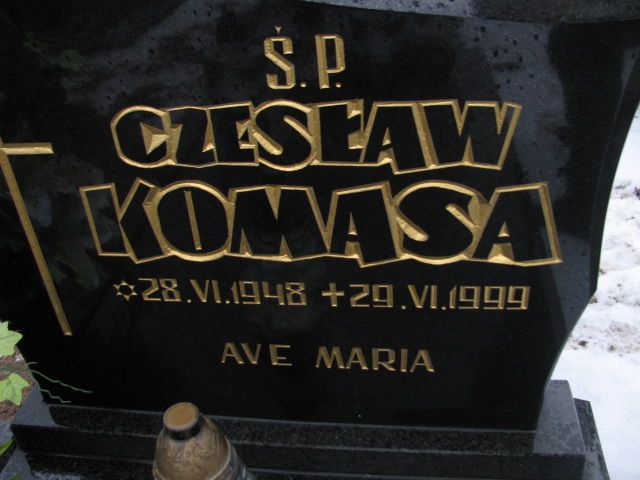 Ś.P.
CZESŁAW
KOMASA
✡28.VI.1948 +29.VI.1999
AVE MARIA